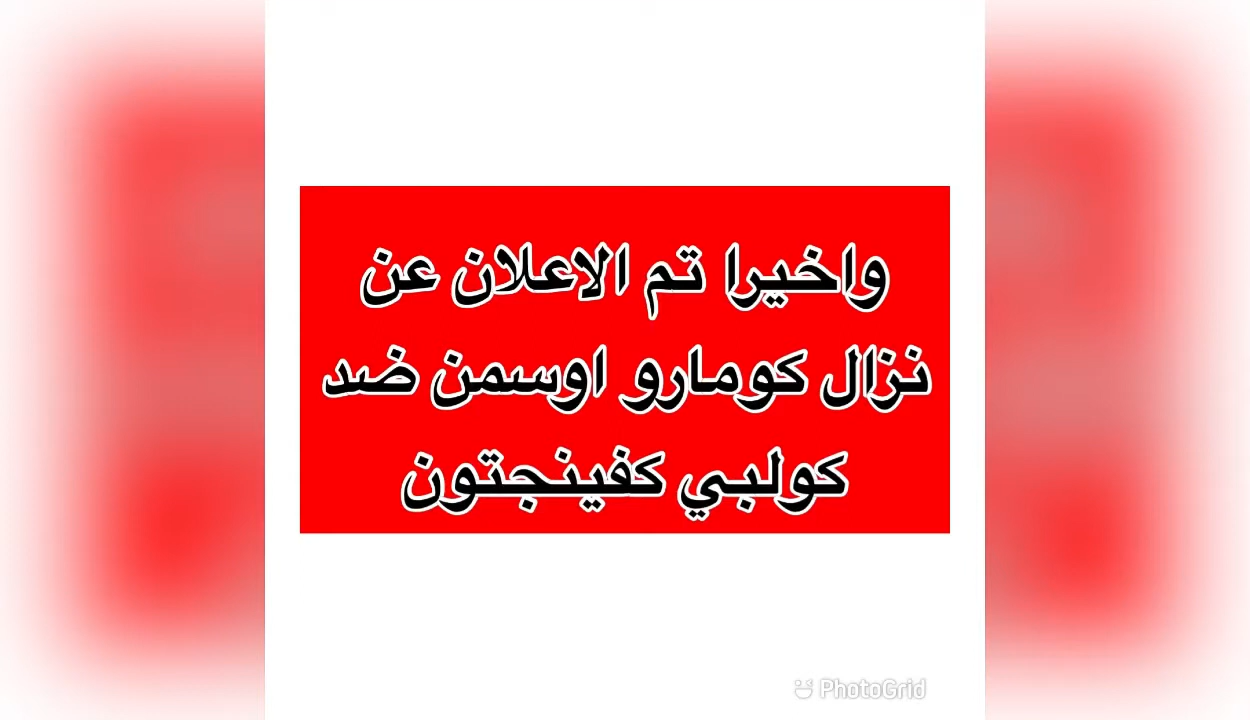 واخيرا تم الاعلان عن
نزال كومارو اوسمن ضد
كولبي كفينجتون
PhotoGrid